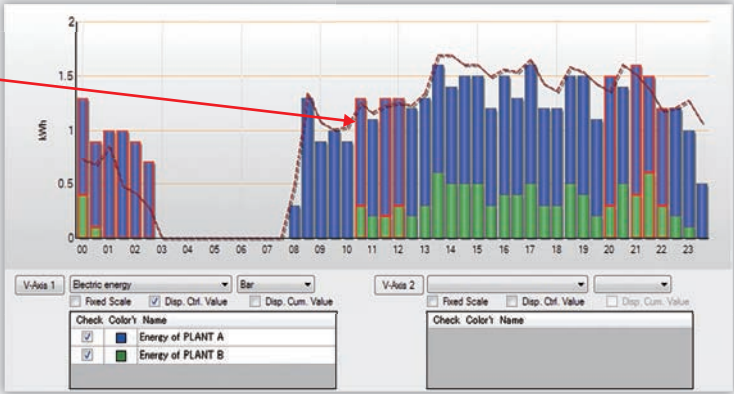 2
1.5
1
0.5
0
kWh
00 01 02 03 04 05 06 07 08 09 10 11 12 13 14 15 16 17 18 19 20 21 22 23
V-Axis 1 Electric energy Bar V-Axis 2
Fixed Scale Disp. Ctrl. Value Disp. Cum. Value Fixed Scale Disp. Ctrl. Value Disp. Cum. Value
Check Color'r Name Check Color'r Name
Energy of PLANT A
Energy of PLANT B